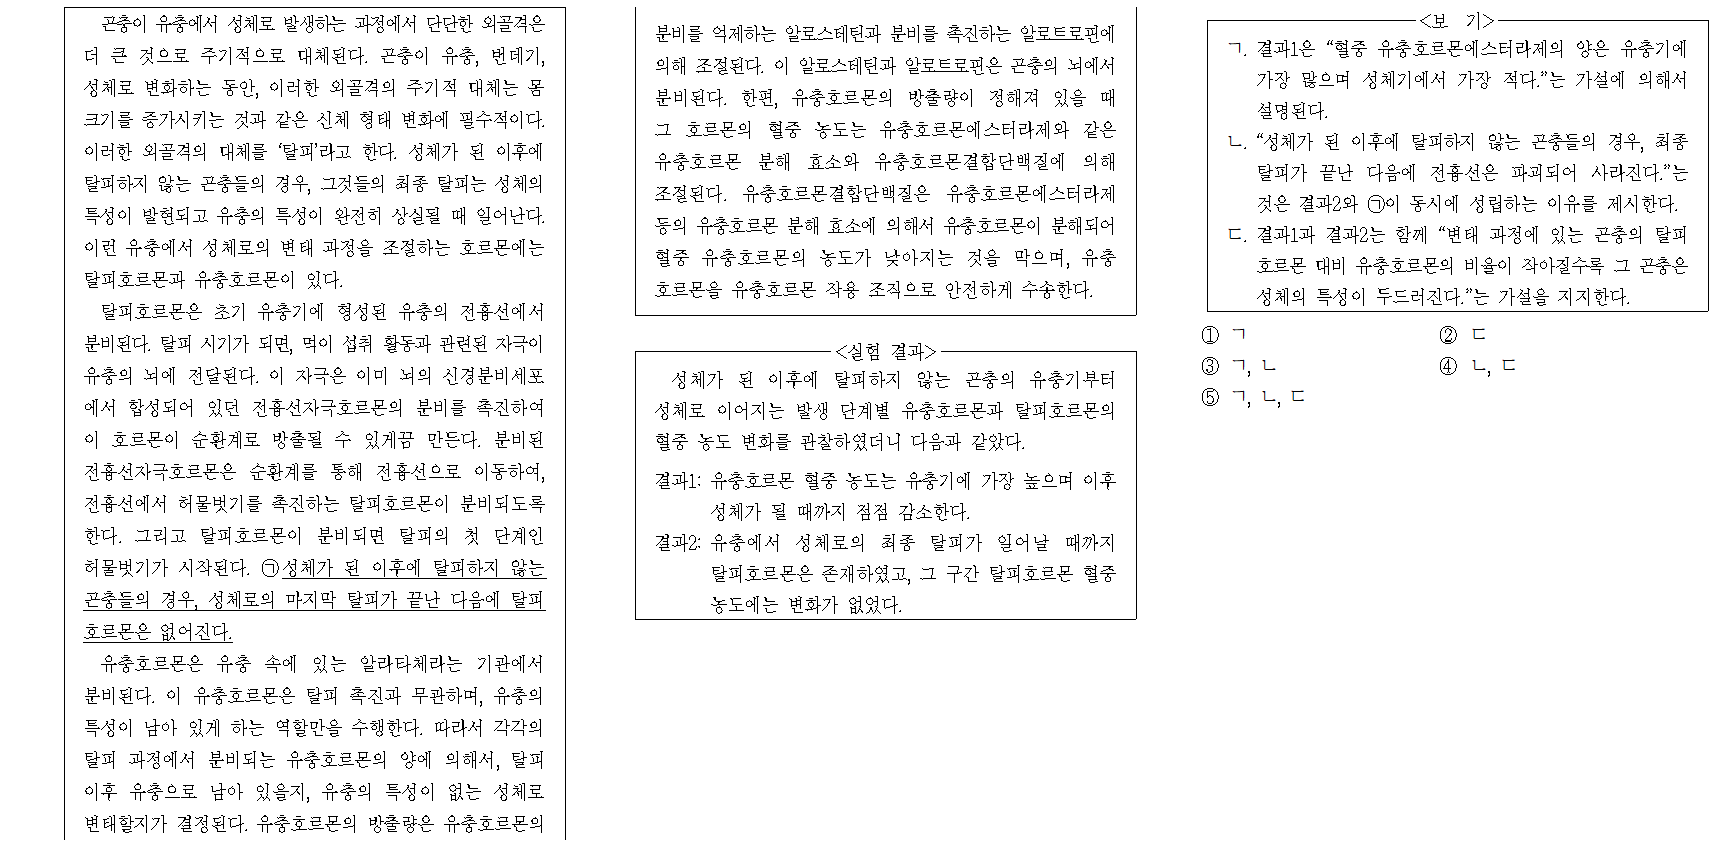 곤충이 유충에서 성체로 발생하는 과정에서 단단한 외골격은
더 큰 것으로 주기적으로 대체된다. 곤충이 유충, 번데기,
성체로 변화하는 동안, 이러한 외골격의 주기적 대체는 몸
크기를 증가시키는 것과 같은 신체 형태 변화에 필수적이다.
이러한 외골격의 대체를 ‘탈피’라고 한다. 성체가 된 이후에
탈피하지 않는 곤충들의 경우, 그것들의 최종 탈피는 성체의
특성이 발현되고 유충의 특성이 완전히 상실될 때 일어난다.
이런 유충에서 성체로의 변태 과정을 조절하는 호르몬에는
탈피호르몬과 유충호르몬이 있다.
탈피호르몬은 초기 유충기에 형성된 유충의 전흉선에서
분비된다. 탈피 시기가 되면, 먹이 섭취 활동과 관련된 자극이
유충의 뇌에 전달된다. 이 자극은 이미 뇌의 신경분비세포
에서 합성되어 있던 전흉선자극호르몬의 분비를 촉진하여
이 호르몬이 순환계로 방출될 수 있게끔 만든다. 분비된
전흉선자극호르몬은 순환계를 통해 전흉선으로 이동하여,
전흉선에서 허물벗기를 촉진하는 탈피호르몬이 분비되도록
한다. 그리고 탈피호르몬이 분비되면 탈피의 첫 단계인
허물벗기가 시작된다. ㉠성체가 된 이후에 탈피하지 않는
곤충들의 경우, 성체로의 마지막 탈피가 끝난 다음에 탈피
호르몬은 없어진다.
유충호르몬은 유충 속에 있는 알라타체라는 기관에서
분비된다. 이 유충호르몬은 탈피 촉진과 무관하며, 유충의
특성이 남아 있게 하는 역할만을 수행한다. 따라서 각각의
탈피 과정에서 분비되는 유충호르몬의 양에 의해서, 탈피
이후 유충으로 남아 있을지, 유충의 특성이 없는 성체로
변태할지가 결정된다. 유충호르몬의 방출량은 유충호르몬의
분비를 억제하는 알로스테틴과 분비를 촉진하는 알로트로핀에
의해 조절된다. 이 알로스테틴과 알로트로핀은 곤충의 뇌에서
분비된다. 한편, 유충호르몬의 방출량이 정해져 있을 때
그 호르몬의 혈중 농도는 유충호르몬에스터라제와 같은
유충호르몬 분해 효소와 유충호르몬결합단백질에 의해
조절된다. 유충호르몬결합단백질은 유충호르몬에스터라제
등의 유충호르몬 분해 효소에 의해서 유충호르몬이 분해되어
혈중 유충호르몬의 농도가 낮아지는 것을 막으며, 유충
호르몬을 유충호르몬 작용 조직으로 안전하게 수송한다.
<실험 결과>
성체가 된 이후에 탈피하지 않는 곤충의 유충기부터
성체로 이어지는 발생 단계별 유충호르몬과 탈피호르몬의
혈중 농도 변화를 관찰하였더니 다음과 같았다.
결과1: 유충호르몬 혈중 농도는 유충기에 가장 높으며 이후
성체가 될 때까지 점점 감소한다.
결과2: 유충에서 성체로의 최종 탈피가 일어날 때까지
탈피호르몬은 존재하였고, 그 구간 탈피호르몬 혈중
농도에는 변화가 없었다.
<보 기>
ㄱ. 결과1은 “혈중 유충호르몬에스터라제의 양은 유충기에
가장 많으며 성체기에서 가장 적다.”는 가설에 의해서
설명된다.
ㄴ. “성체가 된 이후에 탈피하지 않는 곤충들의 경우, 최종
탈피가 끝난 다음에 전흉선은 파괴되어 사라진다.”는
것은 결과2와 ㉠이 동시에 성립하는 이유를 제시한다.
ㄷ. 결과1과 결과2는 함께 “변태 과정에 있는 곤충의 탈피
호르몬 대비 유충호르몬의 비율이 작아질수록 그 곤충은
성체의 특성이 두드러진다.”는 가설을 지지한다.
① ㄱ ② ㄷ
③ ㄱ, ㄴ ④ ㄴ, ㄷ
⑤ ㄱ, ㄴ, ㄷ